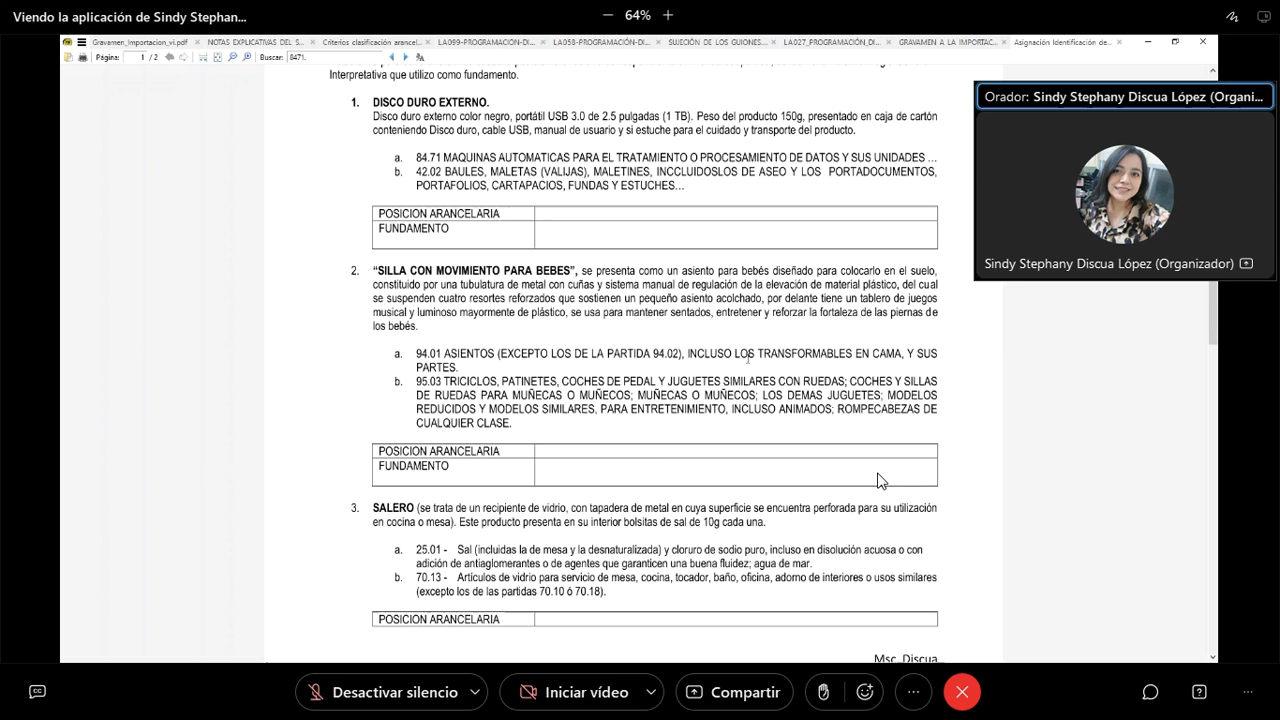 Viendo la aplicación de Sindy Stephan...
64%
Gravamen_Importacion_vi.pdf
NOTAS EXPLICATIVAS DEL S...
Criterios clasificación arancel...
LA099-PROGRAMACION-DI...
LA058-PROGRAMACIÓN-DI...
SUJECIÓN DE LOS GUIONES...
LA027_PROGRAMACIÓN_DI...
GRAVAMEN A LA IMPORTAC...
Asignación Identificación de...
Página: 1 / 2 Buscar: 8471.
Interpretativa que utilizo como fundamento.
1. DISCO DURO EXTERNO.
Disco duro externo color negro, portátil USB 3.0 de 2.5 pulgadas (1 TB). Peso del producto 150g, presentado en caja de cartón
conteniendo Disco duro, cable USB, manual de usuario y si estuche para el cuidado y transporte del producto.
a. 84.71 MAQUINAS AUTOMATICAS PARA EL TRATAMIENTO O PROCESAMIENTO DE DATOS Y SUS UNIDADES ...
b. 42.02 BAULES, MALETAS (VALIJAS), MALETINES, INCCLUIDOSLOS DE ASEO Y LOS PORTADOCUMENTOS,
PORTAFOLIOS, CARTAPACIOS, FUNDAS Y ESTUCHES...
POSICION ARANCELARIA
FUNDAMENTO
2. “SILLA CON MOVIMIENTO PARA BEBES”, se presenta como un asiento para bebés diseñado para colocarlo en el suelo,
constituido por una tubulatura de metal con cuñas y sistema manual de regulación de la elevación de material plástico, del cual
se suspenden cuatro resortes reforzados que sostienen un pequeño asiento acolchado, por delante tiene un tablero de juegos
musical y luminoso mayormente de plástico, se usa para mantener sentados, entretener y reforzar la fortaleza de las piernas de
los bebés.
a. 94.01 ASIENTOS (EXCEPTO LOS DE LA PARTIDA 94.02), INCLUSO LOS TRANSFORMABLES EN CAMA, Y SUS
PARTES.
b. 95.03 TRICICLOS, PATINETES, COCHES DE PEDAL Y JUGUETES SIMILARES CON RUEDAS; COCHES Y SILLAS
DE RUEDAS PARA MUÑECAS O MUÑECOS; MUÑECAS O MUÑECOS; LOS DEMAS JUGUETES; MODELOS
REDUCIDOS Y MODELOS SIMILARES, PARA ENTRETENIMIENTO, INCLUSO ANIMADOS; ROMPECABEZAS DE
CUALQUIER CLASE.
POSICION ARANCELARIA
FUNDAMENTO
3. SALERO (se trata de un recipiente de vidrio, con tapadera de metal en cuya superficie se encuentra perforada para su utilización
en cocina o mesa). Este producto presenta en su interior bolsitas de sal de 10g cada una.
a. 25.01 - Sal (incluidas la de mesa y la desnaturalizada) y cloruro de sodio puro, incluso en disolución acuosa o con
adición de antiaglomerantes o de agentes que garanticen una buena fluidez; agua de mar.
b. 70.13 - Artículos de vidrio para servicio de mesa, cocina, tocador, baño, oficina, adorno de interiores o usos similares
(excepto los de las partidas 70.10 ó 70.18).
POSICION ARANCELARIA
Msc. Discua
Orador: Sindy Stephany Discua López (Organi...
Sindy Stephany Discua López (Organizador)
CC
Desactivar silencio
Iniciar vídeo
Compartir